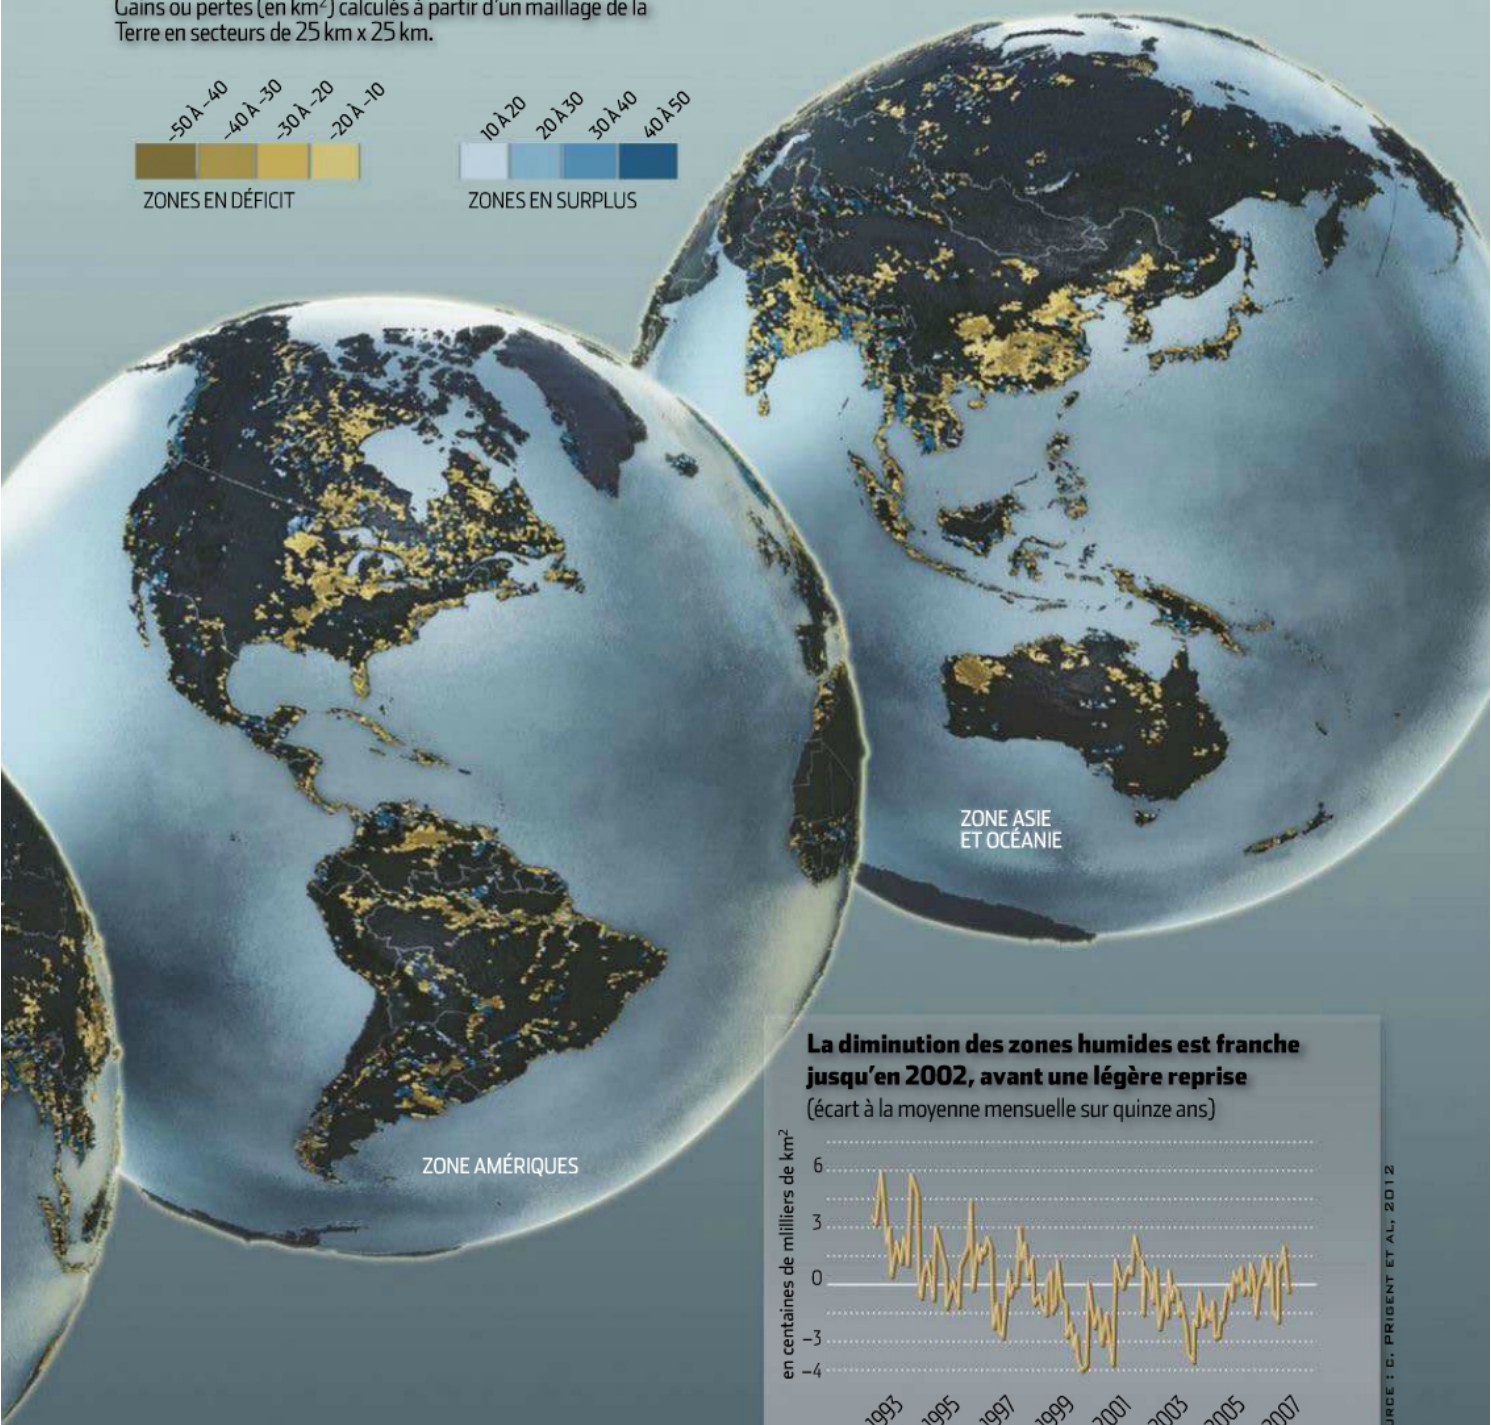 Gains ou pertes (en km²) calculés à partir d'un maillage de la
Terre en secteurs de 25 km x 25 km.
-50 À -40
-40 À -30
-30 À -20
-20 À -10
10 À 20
20 À 30
30 À 40
40 À 50
ZONES EN DÉFICIT
ZONES EN SURPLUS
ZONE ASIE
ET OCÉANIE
ZONE AMÉRIQUES
La diminution des zones humides est franche
jusqu'en 2002, avant une légère reprise
(écart à la moyenne mensuelle sur quinze ans)
en centaines de mlilliers de km²
6
3
0
-3
-4
1993
1995
1997
1999
2001
2003
2005
2007
C. PRIGENT ET AL, 2012